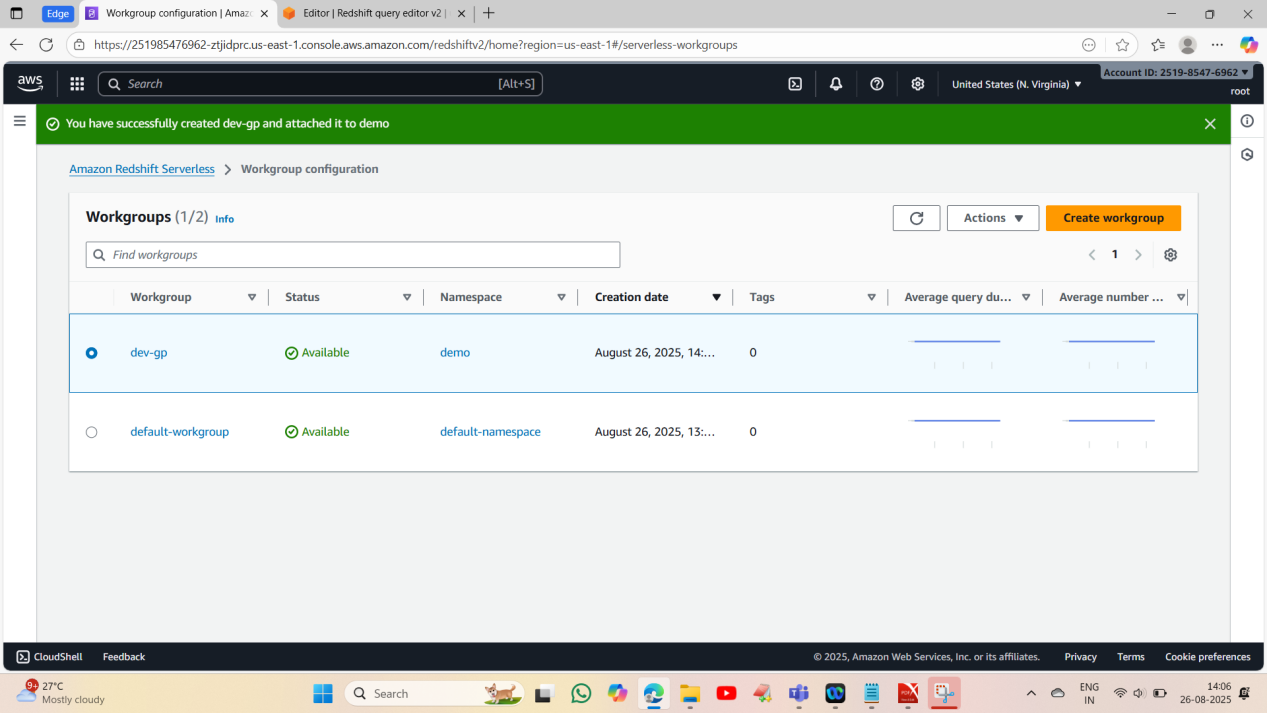 Edge
Workgroup configuration | Amaz
Editor | Redshift query editor v2 |
https://251985476962-ztjidprc.us-east-1.console.aws.amazon.com/redshiftv2/home?region=us-east-1#/serverless-workgroups
aws
Search
[Alt+S]
United States (N. Virginia)
Account ID: 2519-8547-6962
root
You have successfully created dev-gp and attached it to demo
Amazon Redshift Serverless > Workgroup configuration
Workgroups (1/2) Info
Actions
Create workgroup
Find workgroups
1
Workgroup Status Namespace Creation date Tags Average query du... Average number ...
dev-gp Available demo August 26, 2025, 14:... 0
default-workgroup Available default-namespace August 26, 2025, 13:... 0
CloudShell Feedback © 2025, Amazon Web Services, Inc. or its affiliates. Privacy Terms Cookie preferences
9+
27°C
Mostly cloudy
Search
ENG
IN
14:06
26-08-2025